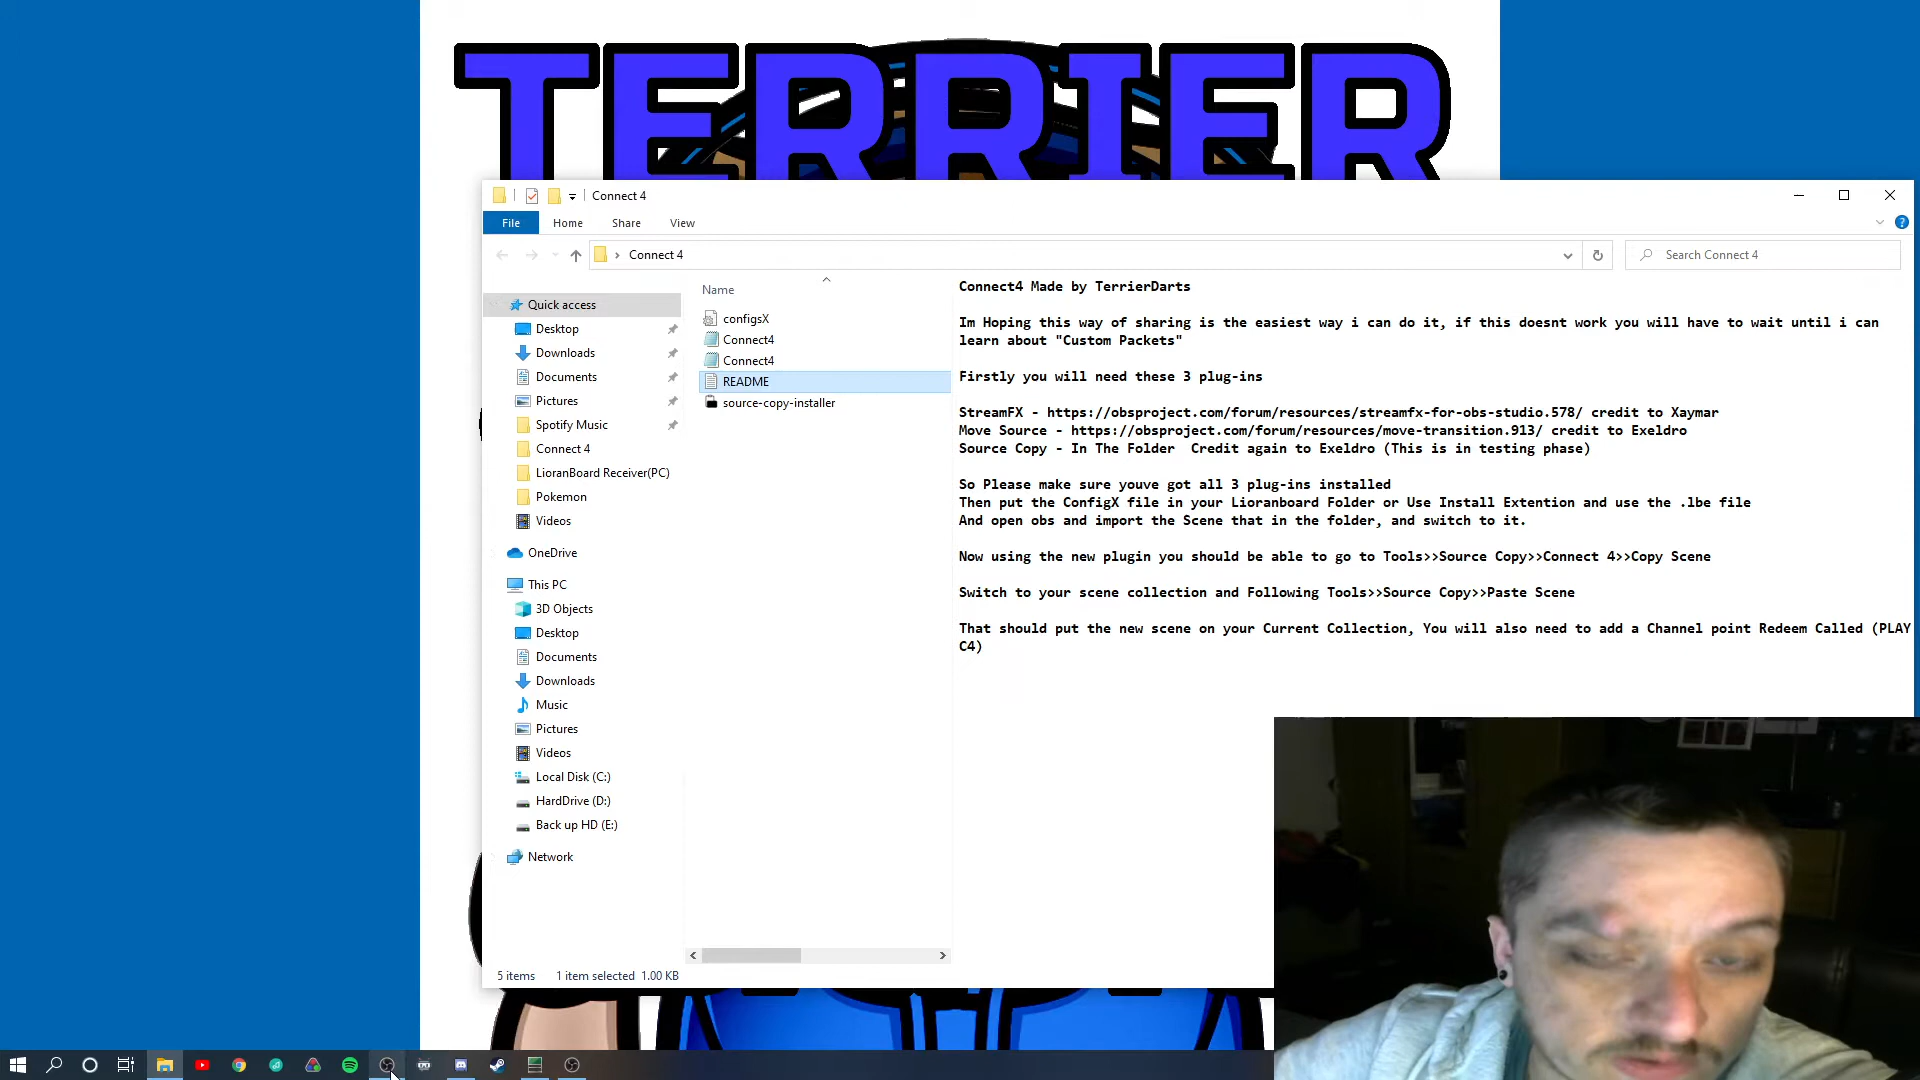 TERRIER
Connect 4
File Home Share View
Connect 4
Search Connect 4
Name
Quick access
Desktop
Downloads
Documents
Pictures
Spotify Music
Connect 4
LioranBoard Receiver(PC)
Pokemon
Videos
OneDrive
This PC
3D Objects
Desktop
Documents
Downloads
Music
Pictures
Videos
Local Disk (C:)
HardDrive (D:)
Back up HD (E:)
Network
configsX
Connect4
Connect4
README
source-copy-installer
Connect4 Made by TerrierDarts
Im Hoping this way of sharing is the easiest way i can do it, if this doesnt work you will have to wait until i can
learn about "Custom Packets"
Firstly you will need these 3 plug-ins
StreamFX - https://obsproject.com/forum/resources/streamfx-for-obs-studio.578/ credit to Xaymar
Move Source - https://obsproject.com/forum/resources/move-transition.913/ credit to Exeldro
Source Copy - In The Folder  Credit again to Exeldro (This is in testing phase)
So Please make sure youve got all 3 plug-ins installed
Then put the ConfigX file in your Lioranboard Folder or Use Install Extention and use the .lbe file
And open obs and import the Scene that in the folder, and switch to it.
Now using the new plugin you should be able to go to Tools>>Source Copy>>Connect 4>>Copy Scene
Switch to your scene collection and Following Tools>>Source Copy>>Paste Scene
That should put the new scene on your Current Collection, You will also need to add a Channel point Redeem Called (PLAY
C4)
5 items 1 item selected 1.00 KB